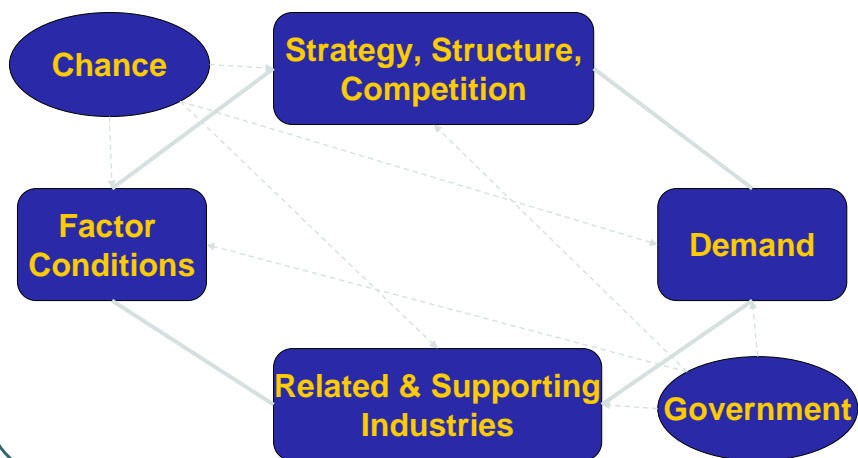 Chance
Strategy, Structure,
Competition
Factor
Conditions
Demand
Related & Supporting
Industries
Government